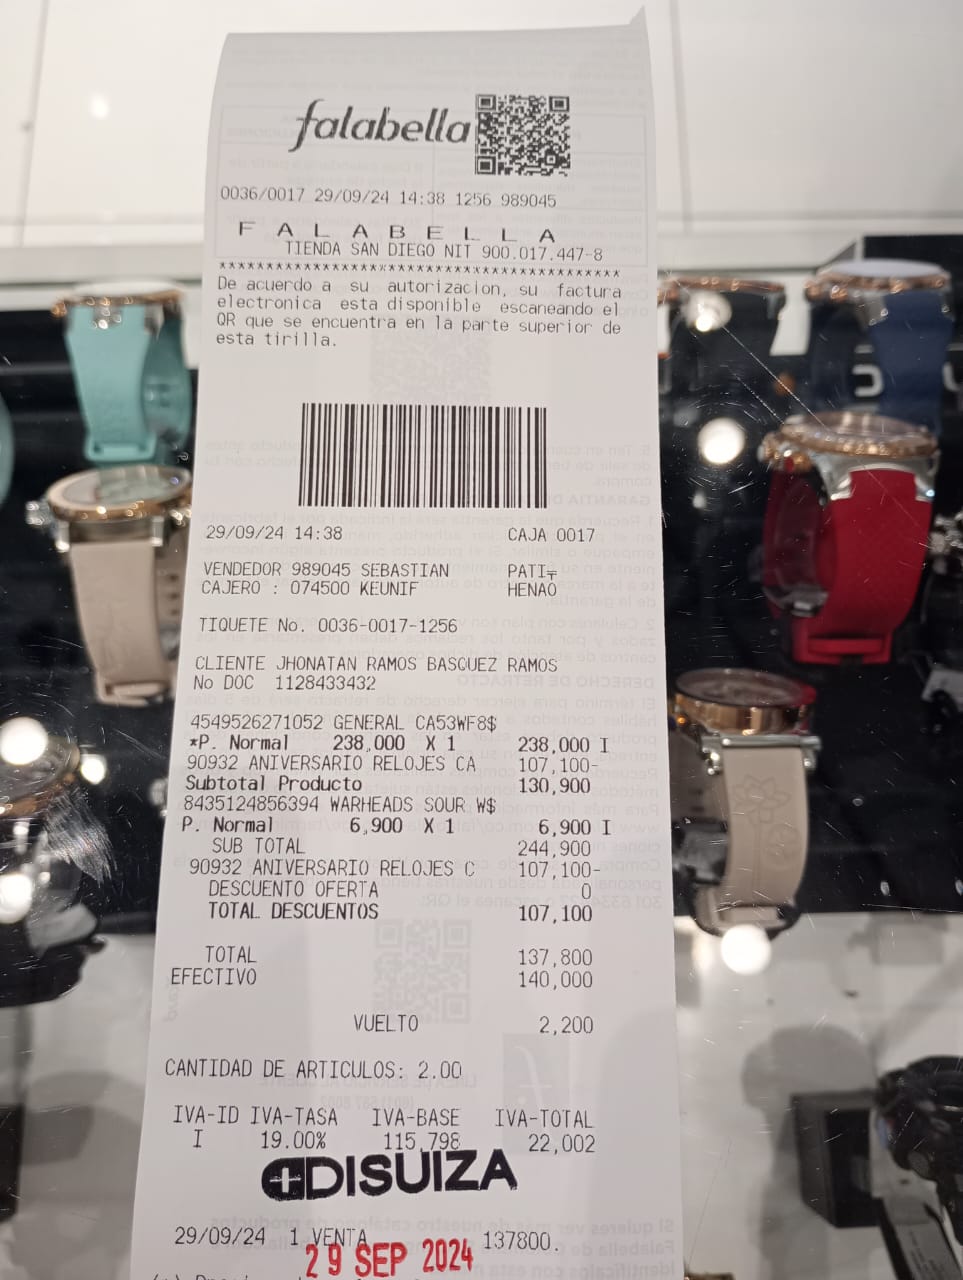 falabella
0036/0017 29/09/24 14:38 1256 989045
F A L A B E L L A
TIENDA SAN DIEGO NIT 900.017.447-8
De acuerdo a su autorizacion, su factura
electronica esta disponible escaneando el
QR que se encuentra en la parte superior de
esta tirilla.
29/09/24 14:38 CAJA 0017
VENDEDOR 989045 SEBASTIAN
CAJERO : 074500 KEUNIF HENAO
TIQUETE No. 0036-0017-1256
CLIENTE JHONATAN RAMOS BASQUEZ RAMOS
No DOC 1128433432
4549526271052 GENERAL CA53WF8$
*P. Normal 238,000 X 1 238,000 I
90932 ANIVERSARIO RELOJES CA 107,100-
Subtotal Producto 130,900
8435124856394 WARHEADS SOUR W$
P. Normal 6,900 X 1 6,900 I
SUB TOTAL 244,900
90932 ANIVERSARIO RELOJES C 107,100-
DESCUENTO OFERTA 0
TOTAL DESCUENTOS 107,100
TOTAL 137,800
EFECTIVO 140,000
VUELTO 2,200
CANTIDAD DE ARTICULOS: 2.00
IVA-ID IVA-TASA IVA-BASE IVA-TOTAL
I 19.00% 115,798 22,002
DISUIZA
29/09/24 1 VENTA 137800.
29 SEP 2024